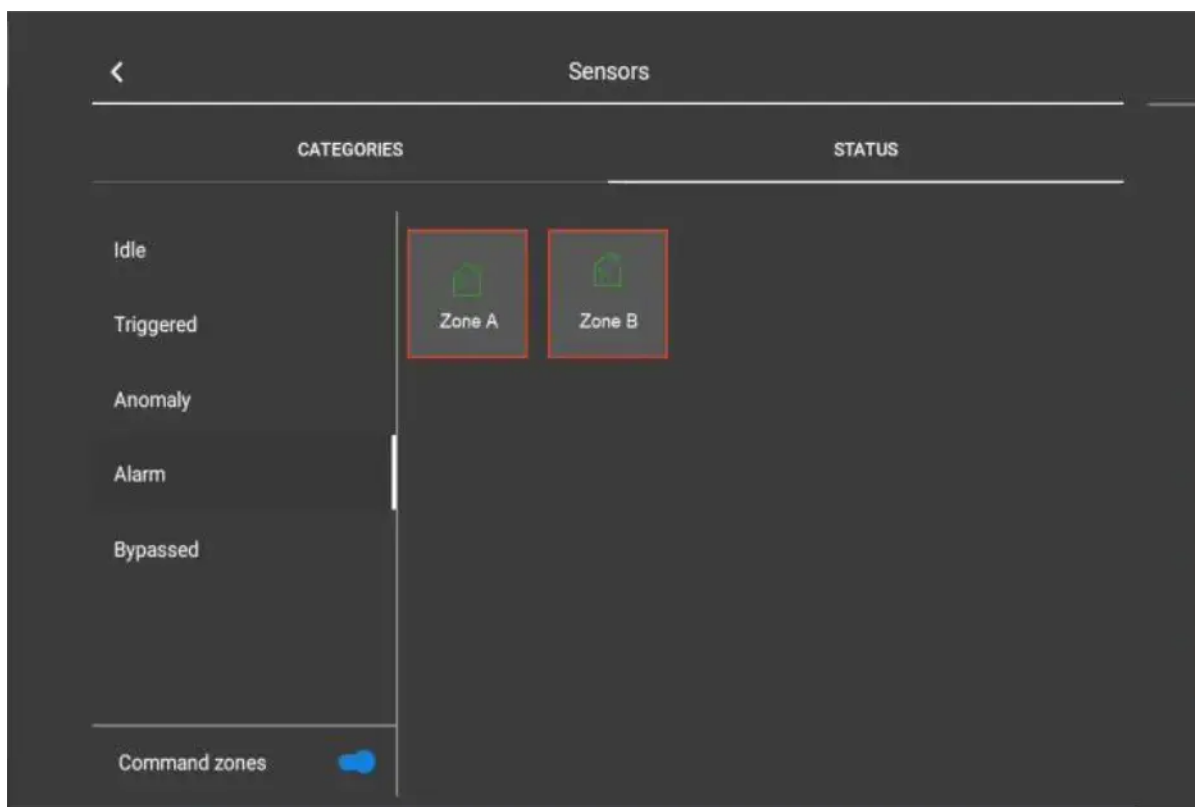 Sensors
CATEGORIES
STATUS
Idle
Triggered
Anomaly
Alarm
Bypassed
Zone A
Zone B
Command zones